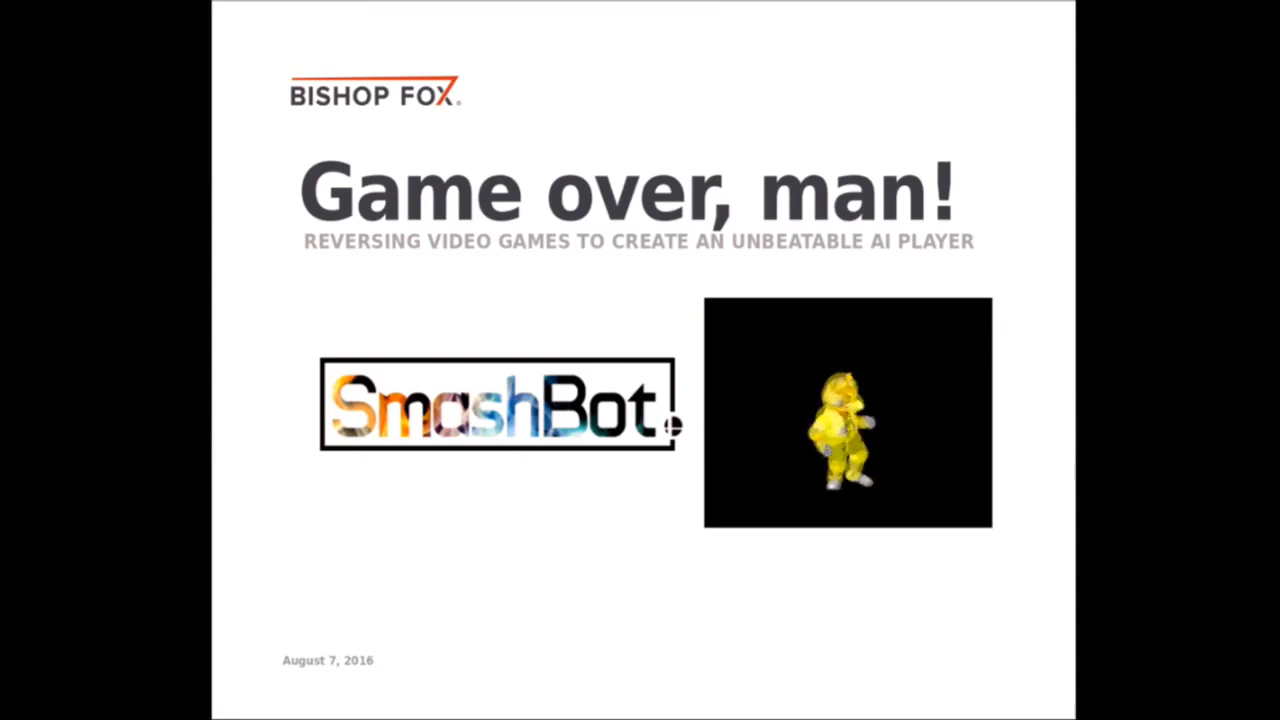 BISHOP FOX
Game over, man!
REVERSING VIDEO GAMES TO CREATE AN UNBEATABLE AI PLAYER
SmashBot
August 7, 2016